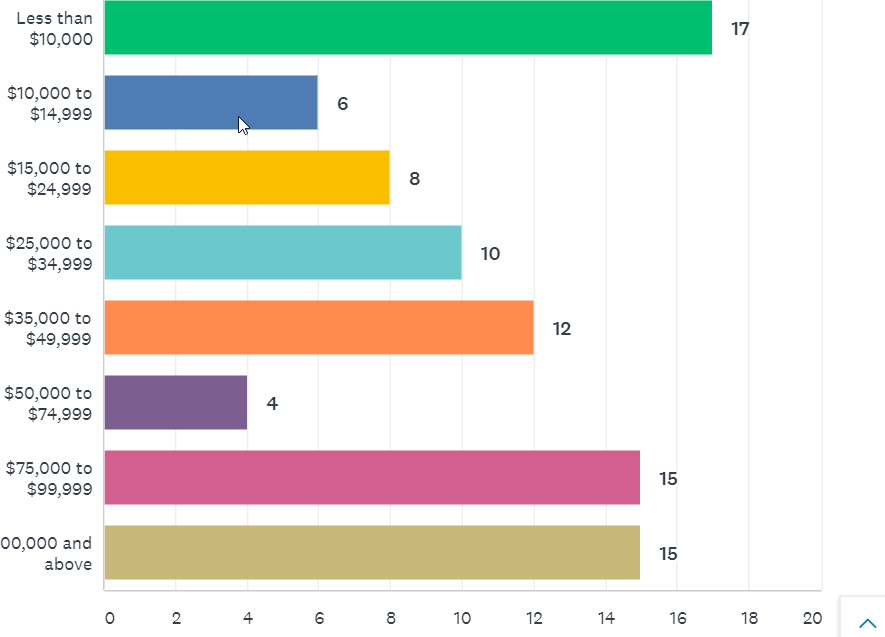 Less than
$10,000
17
$10,000 to
$14,999
6
$15,000 to
$24,999
8
$25,000 to
$34,999
10
$35,000 to
$49,999
12
$50,000 to
$74,999
4
$75,000 to
$99,999
15
00,000 and
above
15
0 2 4 6 8 10 12 14 16 18 20